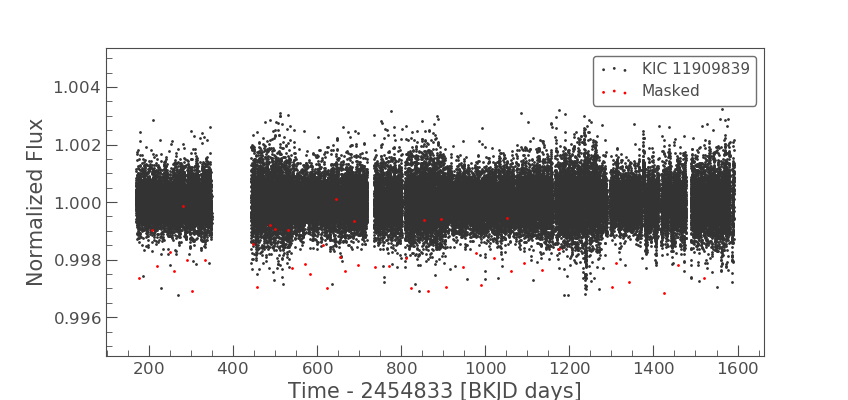 KIC 11909839
Masked
Normalized Flux
1.004
1.002
1.000
0.998
0.996
200 400 600 800 1000 1200 1400 1600
Time - 2454833 [BKJD days]